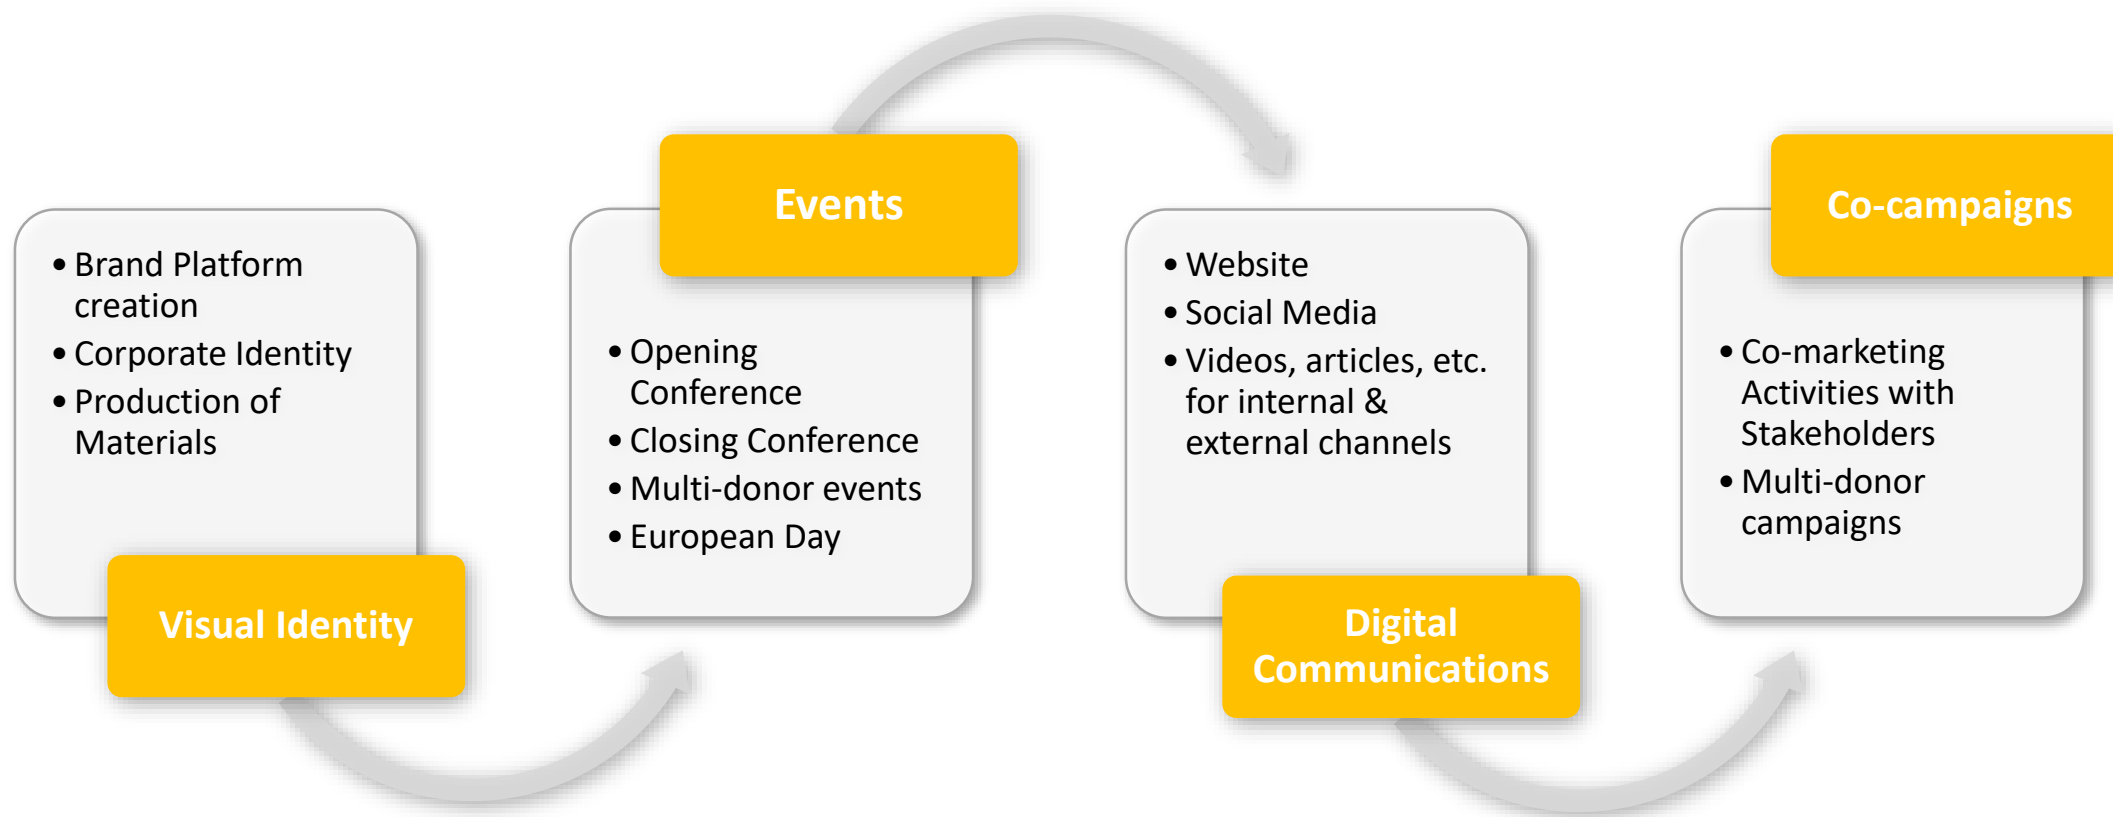 • Brand Platform
creation
• Corporate Identity
• Production of
Materials
Visual Identity
Events
• Opening
Conference
• Closing Conference
• Multi-donor events
• European Day
• Website
• Social Media
• Videos, articles, etc.
for internal &
external channels
Digital
Communications
Co-campaigns
• Co-marketing
Activities with
Stakeholders
• Multi-donor
campaigns